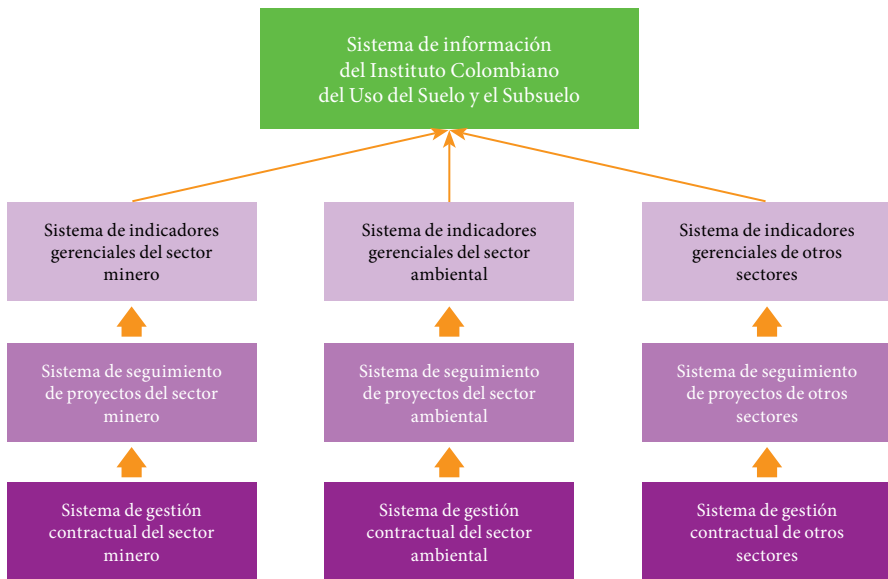 Sistema de información
del Instituto Colombiano
del Uso del Suelo y el Subsuelo
Sistema de indicadores
gerenciales del sector
minero
Sistema de indicadores
gerenciales del sector
ambiental
Sistema de indicadores
gerenciales de otros
sectores
Sistema de seguimiento
de proyectos del sector
minero
Sistema de seguimiento
de proyectos del sector
ambiental
Sistema de seguimiento
de proyectos de otros
sectores
Sistema de gestión
contractual del sector
minero
Sistema de gestión
contractual del sector
ambiental
Sistema de gestión
contractual de otros
sectores